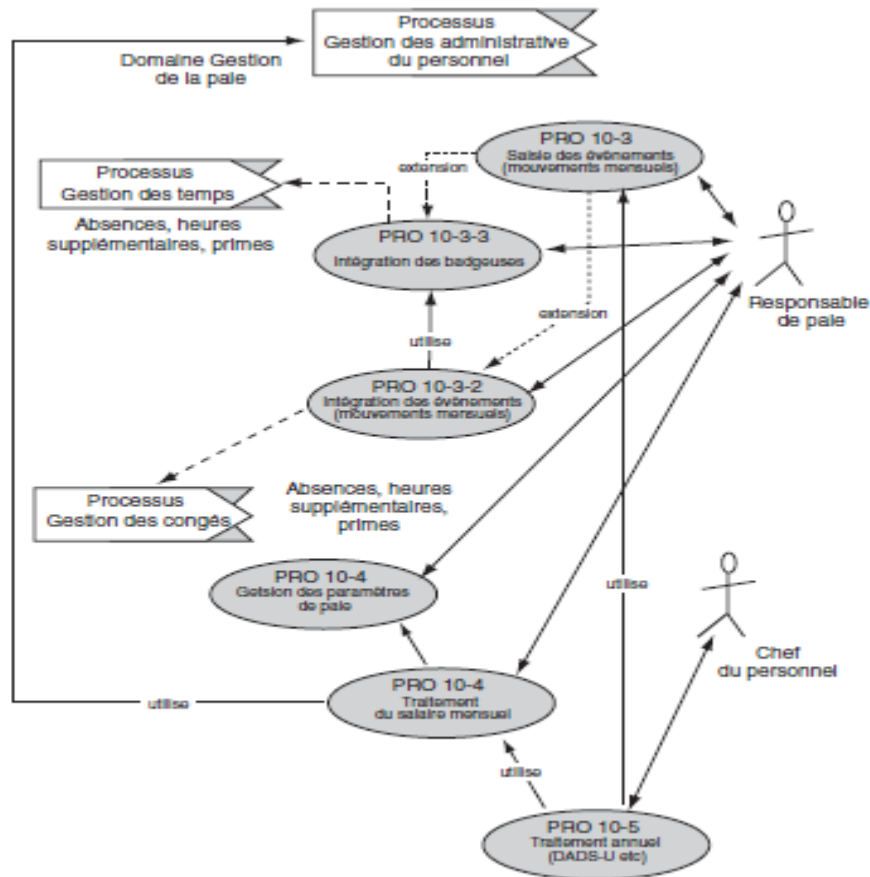 Processus
Gestion des administrative
du personnel
Domaine Gestion
de la paie
PRO 10-3
Saisie des événements
(mouvements mensuels)
extension
Processus
Gestion des temps
Absences, heures
supplémentaires, primes
PRO 10-3-3
Intégration des badgeuses
Responsable
de paie
extension
utilise
PRO 10-3-2
Intégration des événements
(mouvements mensuels)
Processus
Gestion des congés
Absences, heures
supplémentaires,
primes
PRO 10-4
Getsion des paramètres
de paie
utilise
Chef
du personnel
PRO 10-4
Traitement
du salaire mensuel
utilise
utilise
PRO 10-5
Traitement annuel
(DADS-U etc)